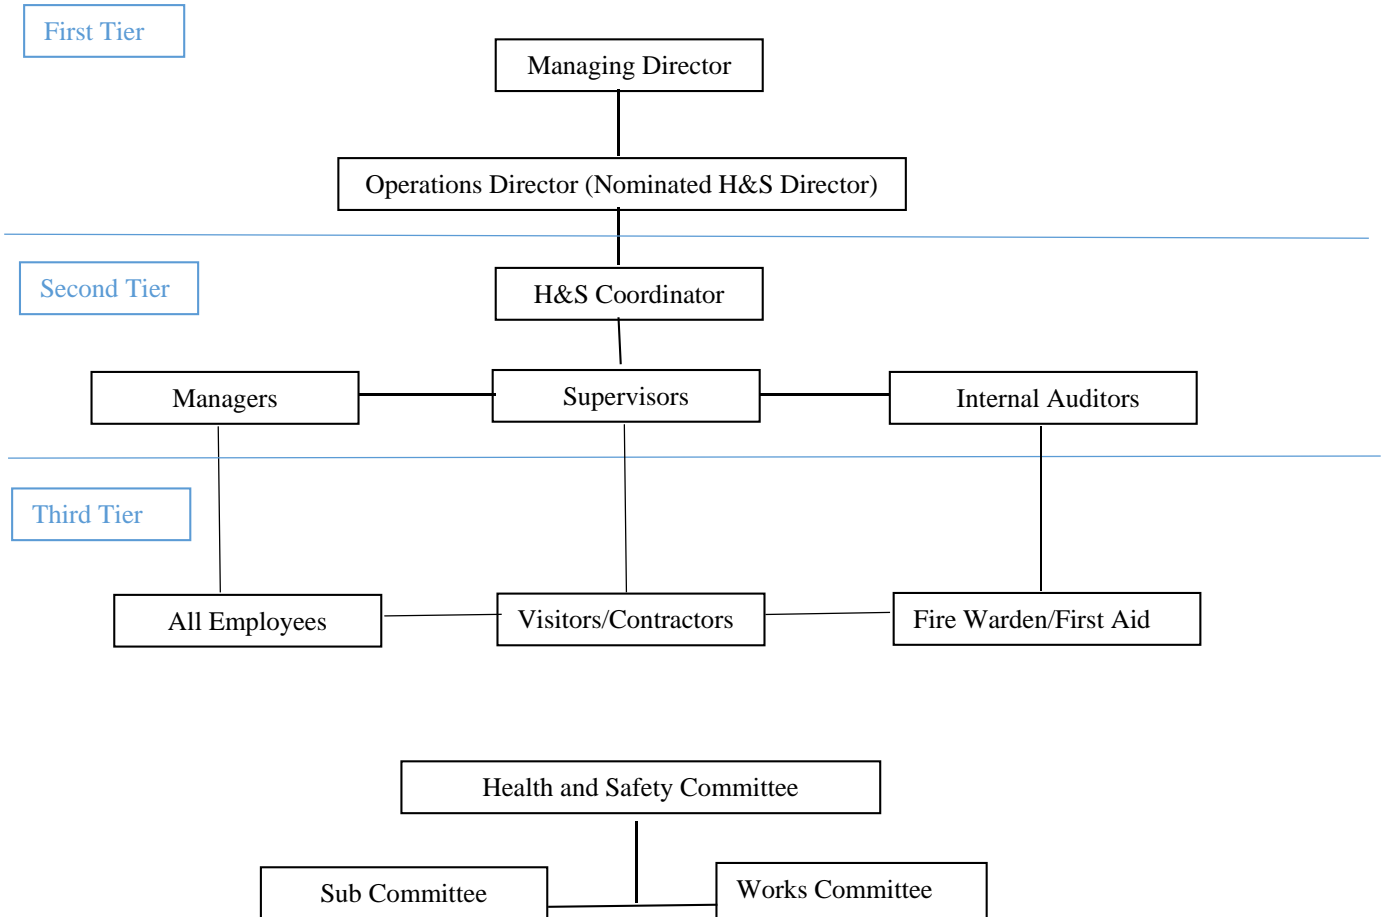 First Tier
Managing Director
Operations Director (Nominated H&S Director)
Second Tier
H&S Coordinator
Managers
Supervisors
Internal Auditors
Third Tier
All Employees
Visitors/Contractors
Fire Warden/First Aid
Health and Safety Committee
Sub Committee
Works Committee